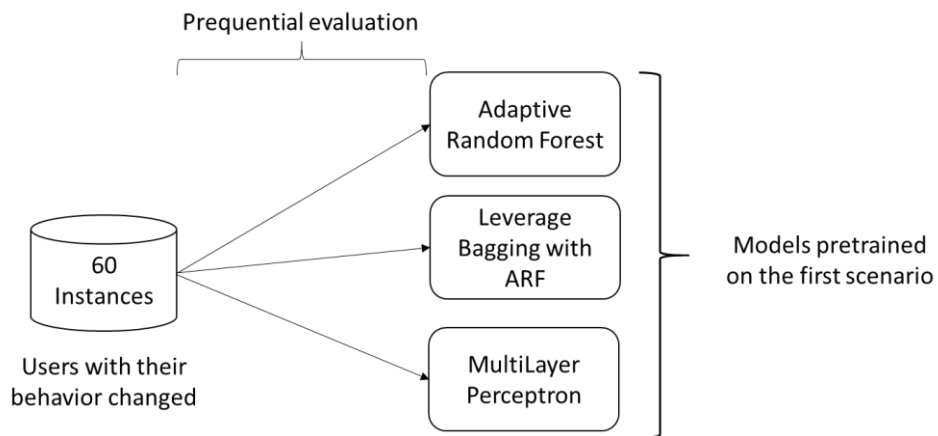 Prequential evaluation
Adaptive
Random Forest
Leverage
Bagging with
ARF
MultiLayer
Perceptron
60
Instances
Users with their
behavior changed
Models pretrained
on the first scenario